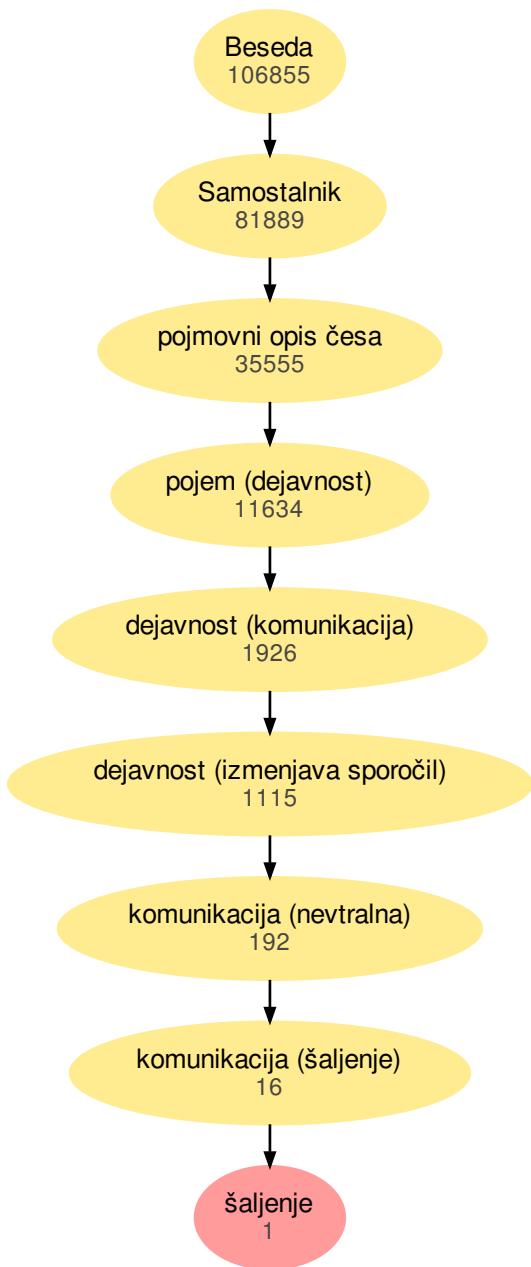 Beseda
106855
Samostalnik
81889
pojmovni opis česa
35555
pojem (dejavnost)
11634
dejavnost (komunikacija)
1926
dejavnost (izmenjava sporočil)
1115
komunikacija (nevtralna)
192
komunikacija (šaljenje)
16
šaljenje
1